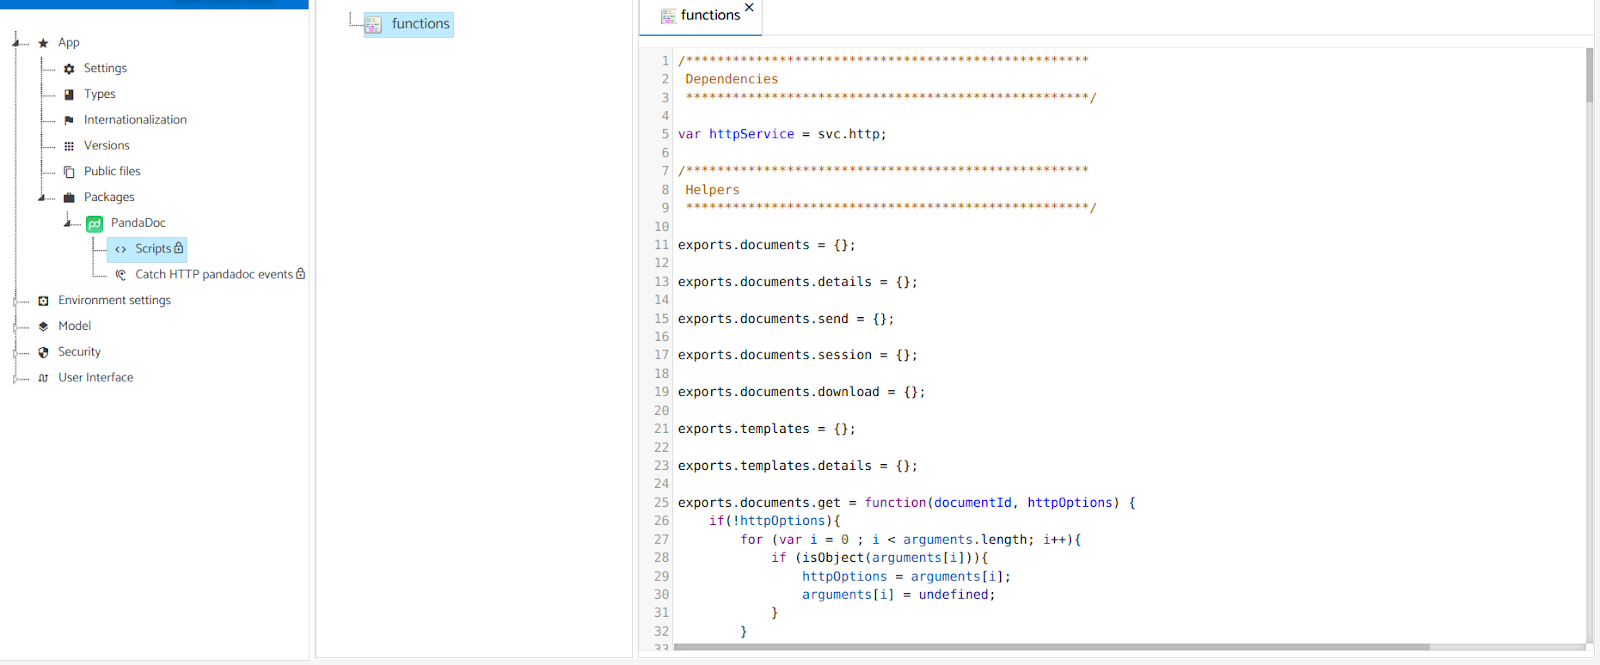 App
Settings
Types
Internationalization
Versions
Public files
Packages
pd PandaDoc
<> Scripts
Catch HTTP pandadoc events
Environment settings
Model
Security
User Interface
functions
functions ×
1 /****************************************************
2 Dependencies
3 ****************************************************/
4
5 var httpService = svc.http;
6
7 /****************************************************
8 Helpers
9 ****************************************************/
10
11 exports.documents = {};
12
13 exports.documents.details = {};
14
15 exports.documents.send = {};
16
17 exports.documents.session = {};
18
19 exports.documents.download = {};
20
21 exports.templates = {};
22
23 exports.templates.details = {};
24
25 exports.documents.get = function(documentId, httpOptions) {
26 if(!httpOptions){
27 for (var i = 0 ; i < arguments.length; i++){
28 if (isObject(arguments[i])){
29 httpOptions = arguments[i];
30 arguments[i] = undefined;
31 }
32 }
33